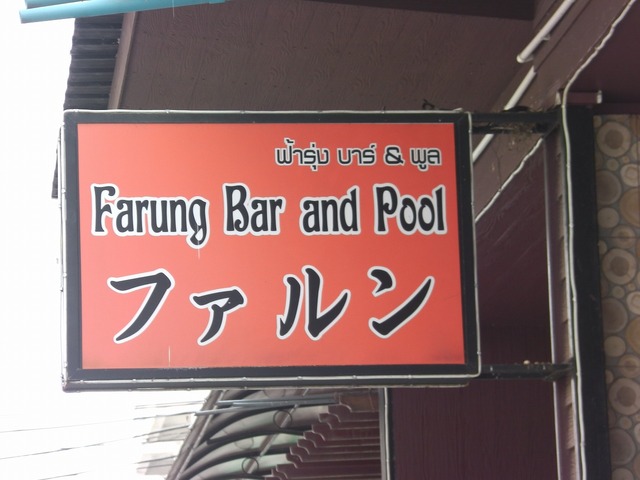 ฟ้ารุ่ง บาร์ & พูล
Farung Bar and Pool
ファルン